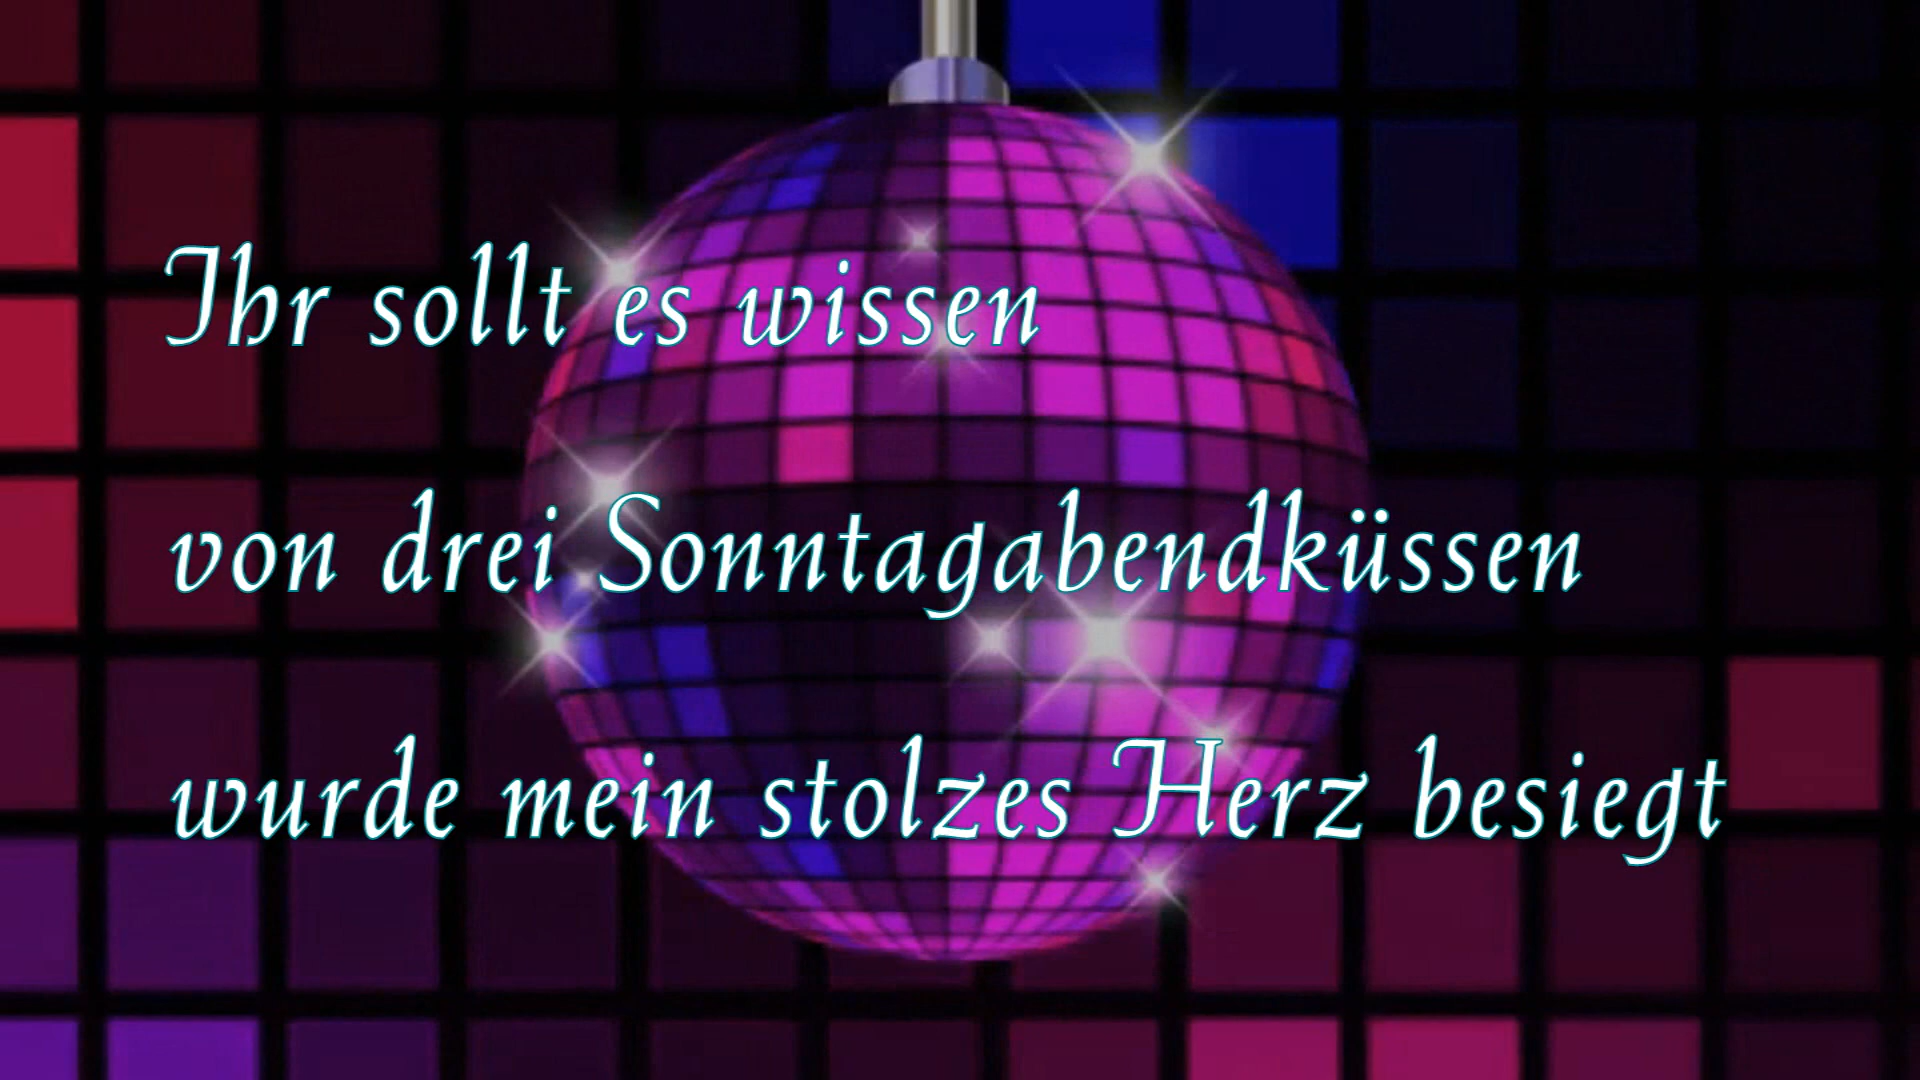 Ihr sollt es wissen
von drei Sonntagabendküssen
wurde mein stolzes Herz besiegt